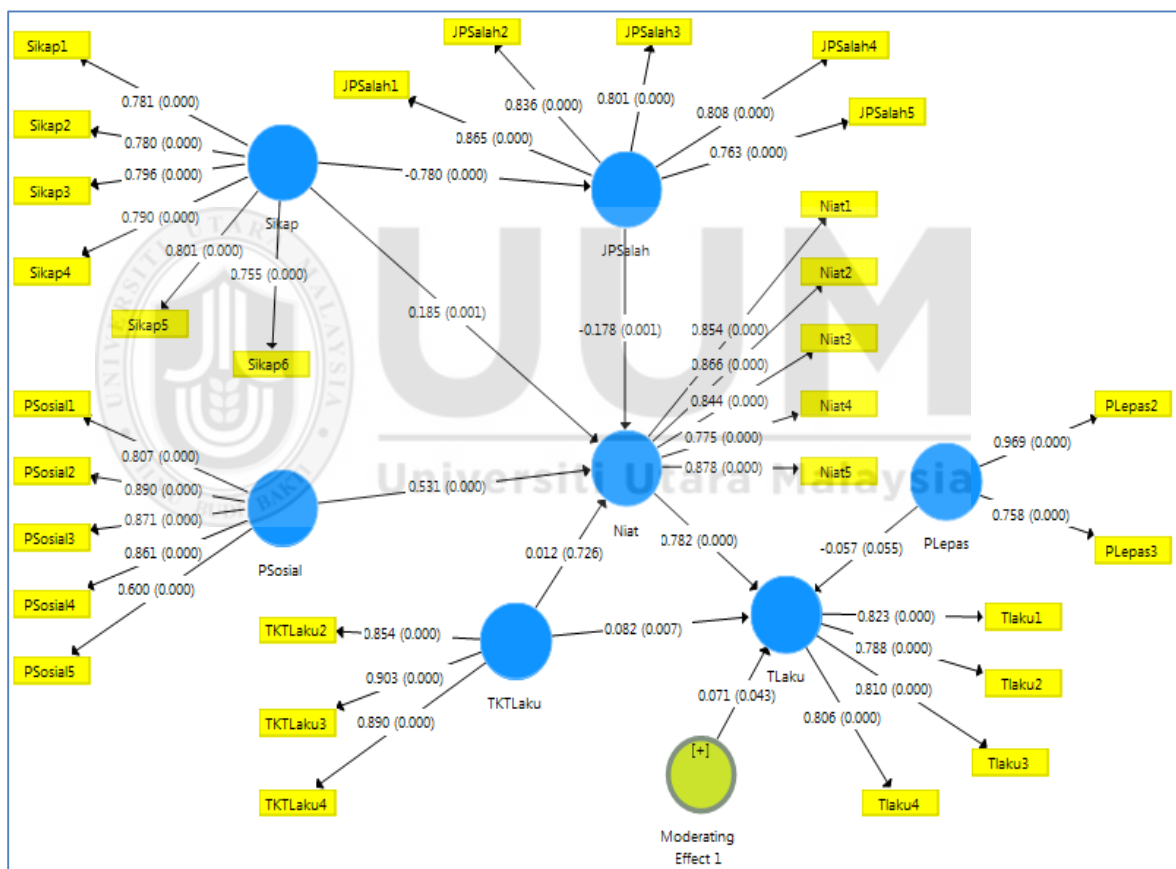 Sikap1
Sikap2
Sikap3
Sikap4
Sikap5
Sikap6
0.781 (0.000)
0.780 (0.000)
0.796 (0.000)
0.790 (0.000)
0.801 (0.000)
0.755 (0.000)
Sikap
-0.780 (0.000)
JPSalah1
JPSalah2
JPSalah3
JPSalah4
JPSalah5
0.865 (0.000)
0.836 (0.000)
0.801 (0.000)
0.808 (0.000)
0.763 (0.000)
JPSalah
0.185 (0.001)
-0.178 (0.001)
Niat1
Niat2
Niat3
Niat4
Niat5
0.854 (0.000)
0.866 (0.000)
0.844 (0.000)
0.775 (0.000)
0.878 (0.000)
Niat
PSosial1
PSosial2
PSosial3
PSosial4
PSosial5
0.807 (0.000)
0.890 (0.000)
0.871 (0.000)
0.861 (0.000)
0.600 (0.000)
PSosial
0.531 (0.000)
0.012 (0.726)
0.782 (0.000)
PLepas2
PLepas3
0.969 (0.000)
0.758 (0.000)
PLepas
-0.057 (0.055)
TKTLaku2
TKTLaku3
TKTLaku4
0.854 (0.000)
0.903 (0.000)
0.890 (0.000)
TKTLaku
0.082 (0.007)
TLaku
0.823 (0.000)
0.788 (0.000)
0.810 (0.000)
0.806 (0.000)
Tlaku1
Tlaku2
Tlaku3
Tlaku4
0.071 (0.043)
[+]
Moderating
Effect 1
UUM
Universiti Utara Malaysia
UNIVERSITI UTARA MALAYSIA